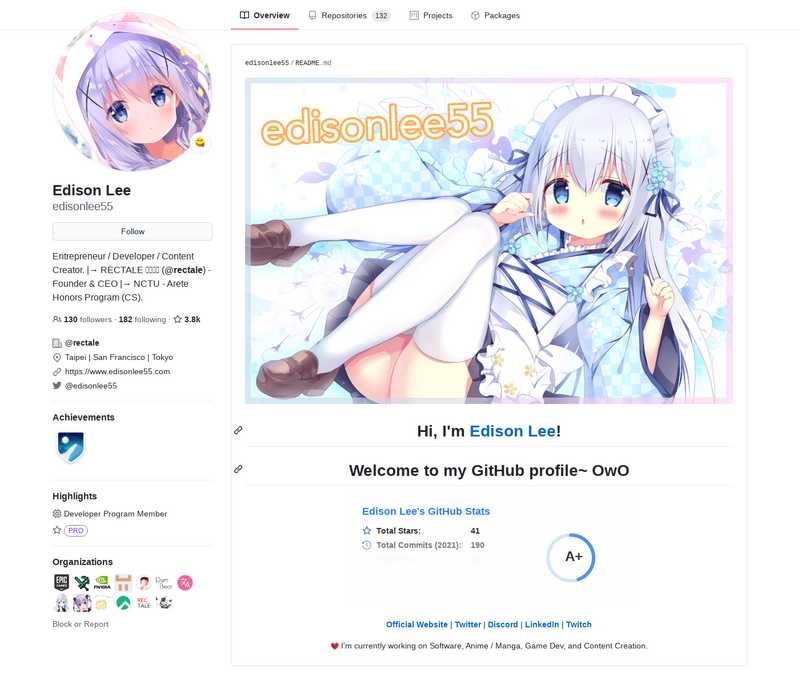 Overview
Repositories 132
Projects
Packages
Edison Lee
edisonlee55
Follow
Entrepreneur / Developer / Content
Creator. |→ RECTALE (@rectale) -
Founder & CEO |→ NCTU - Arete
Honors Program (CS).
130 followers · 182 following · 3.8k
@rectale
Taipei | San Francisco | Tokyo
https://www.edisonlee55.com
@edisonlee55
Achievements
Highlights
Developer Program Member
PRO
Organizations
EPIC GAMES
NVIDIA
REC TALE
Block or Report
edisonlee55 / README.md
edisonlee55
Hi, I'm Edison Lee!
Welcome to my GitHub profile~ OwO
Edison Lee's GitHub Stats
Total Stars: 41
Total Commits (2021): 190
A+
Official Website | Twitter | Discord | LinkedIn | Twitch
I'm currently working on Software, Anime / Manga, Game Dev, and Content Creation.